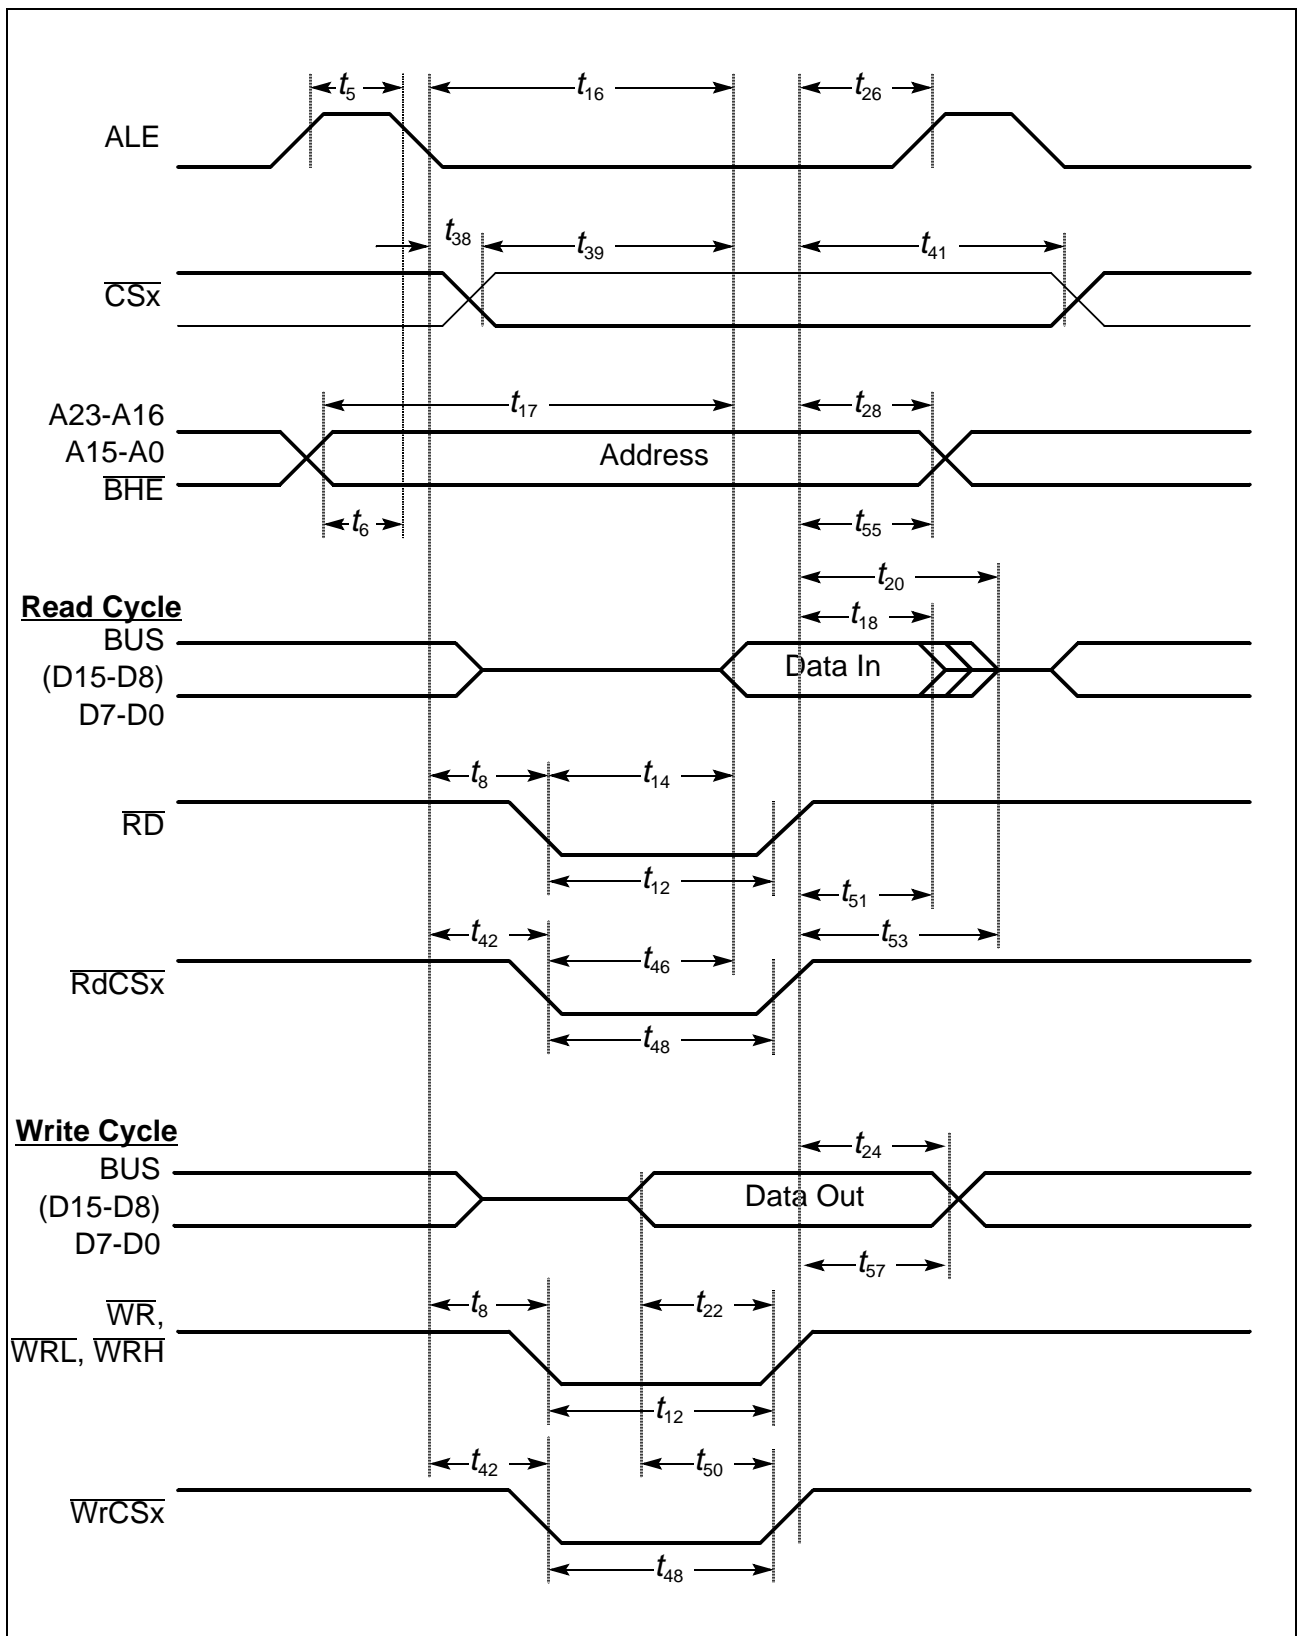 t5 t16 t26
ALE
t38 t39 t41
CSx
t17 t28
A23-A16
A15-A0
BHE
Address
t6 t55
t20
Read Cycle
t18
BUS
(D15-D8)
D7-D0
Data In
t8 t14
RD
t12 t51
t42 t53
t46
RdCSx
t48
Write Cycle
t24
BUS
(D15-D8)
D7-D0
Data Out
t57
t8 t22
WR,
WRL, WRH
t12
t42 t50
WrCSx
t48